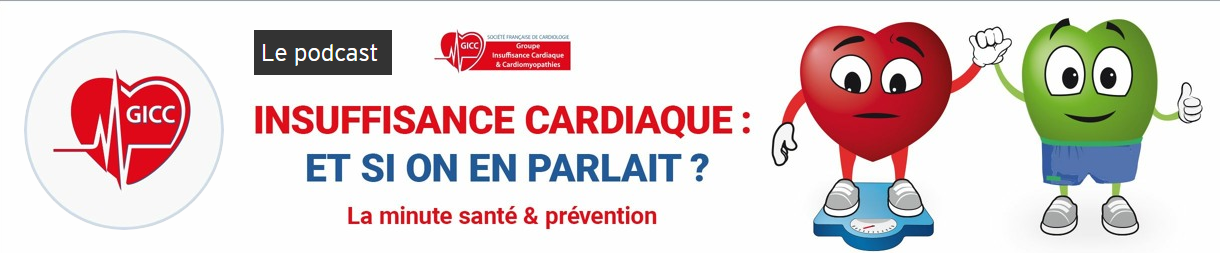 GICC
Le podcast
GICC
SOCIÉTÉ FRANÇAISE DE CARDIOLOGIE
Groupe
Insuffisance Cardiaque
& Cardiomyopathies
INSUFFISANCE CARDIAQUE :
ET SI ON EN PARLAIT ?
La minute santé & prévention